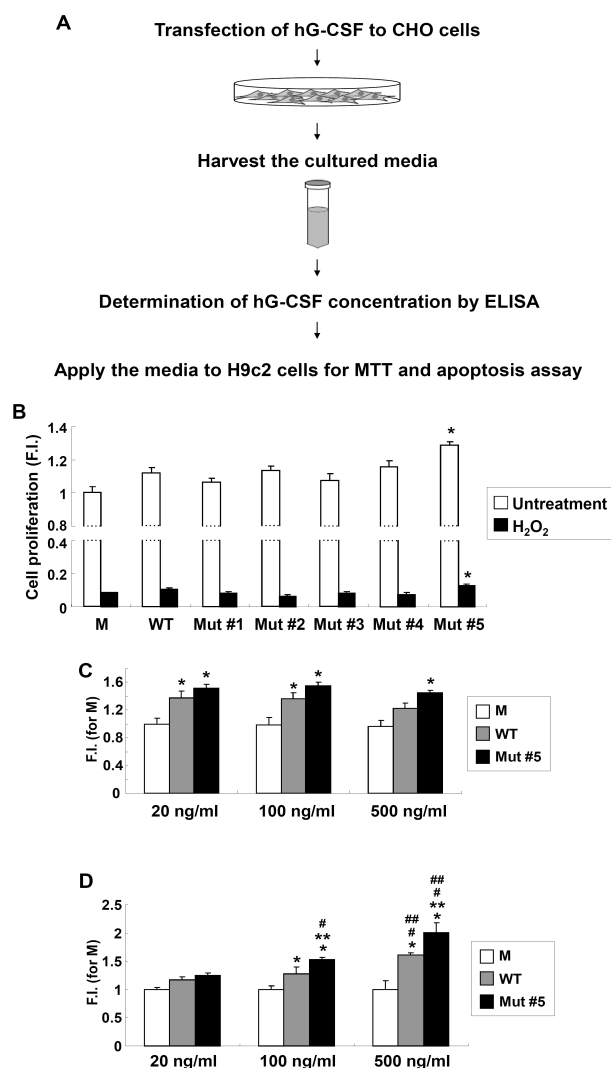 A
Transfection of hG-CSF to CHO cells
Harvest the cultured media
Determination of hG-CSF concentration by ELISA
Apply the media to H9c2 cells for MTT and apoptosis assay
B
Cell proliferation (F.I.)
1.4
1.2
1
0.8
0.4
0.2
0
*
*
M WT Mut #1 Mut #2 Mut #3 Mut #4 Mut #5
Untreatment
H₂O₂
C
F.I. (for M)
1.6
1.2
0.8
0.4
0
* * * * *
20 ng/ml 100 ng/ml 500 ng/ml
M
WT
Mut #5
D
F.I. (for M)
2.5
2
1.5
1
0.5
0
*
#
**
*
##
#
*
##
#
**
*
20 ng/ml 100 ng/ml 500 ng/ml
M
WT
Mut #5